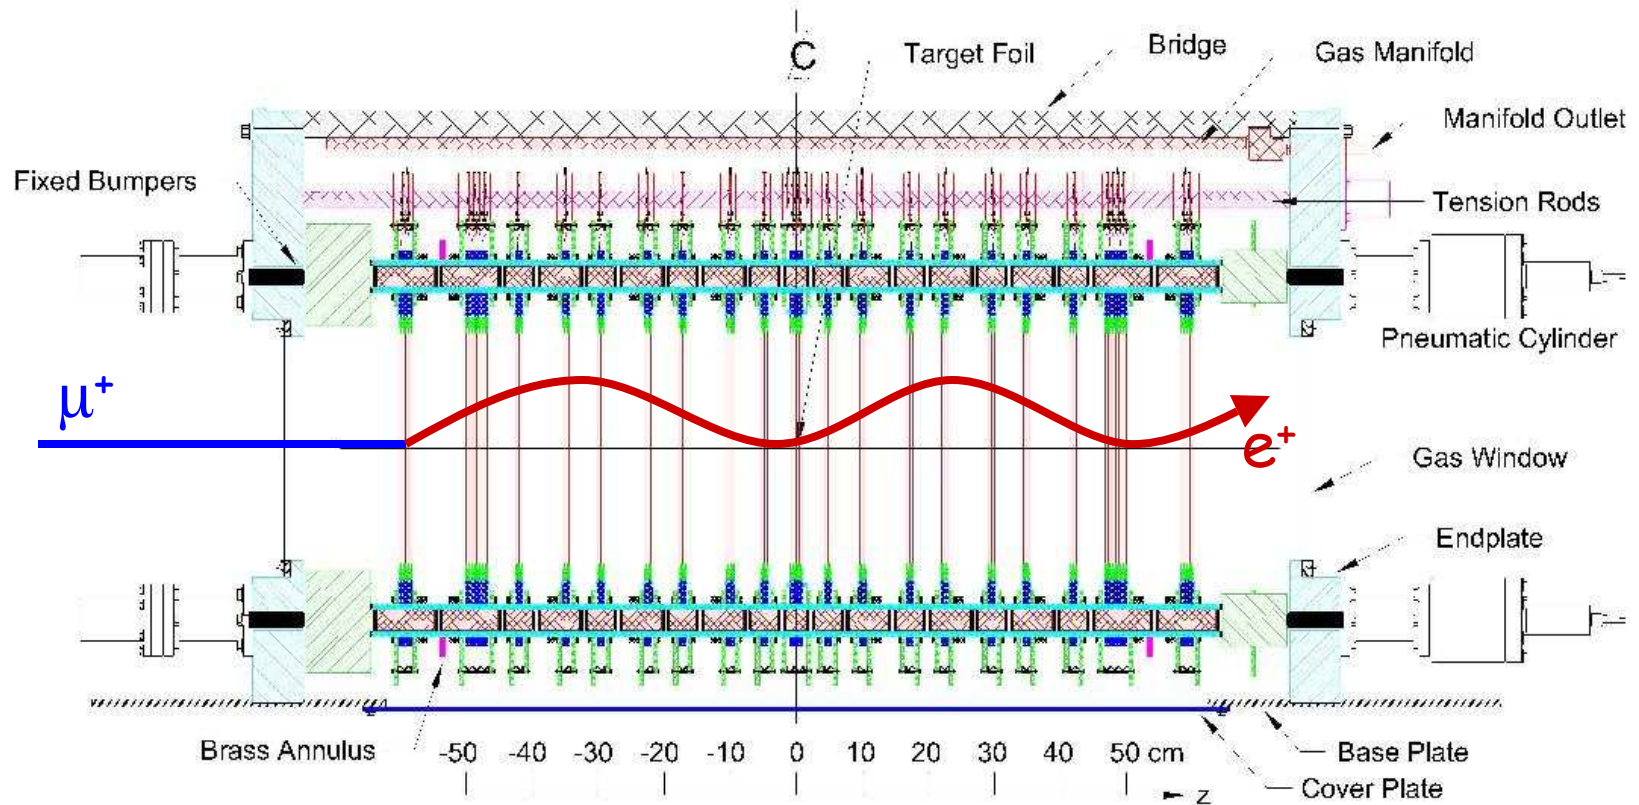 C
Target Foil
Bridge
Gas Manifold
Manifold Outlet
Fixed Bumpers
Tension Rods
Pneumatic Cylinder
μ+
e+
Gas Window
Endplate
Brass Annulus
-50 -40 -30 -20 -10 0 10 20 30 40 50 cm
Base Plate
Cover Plate
z